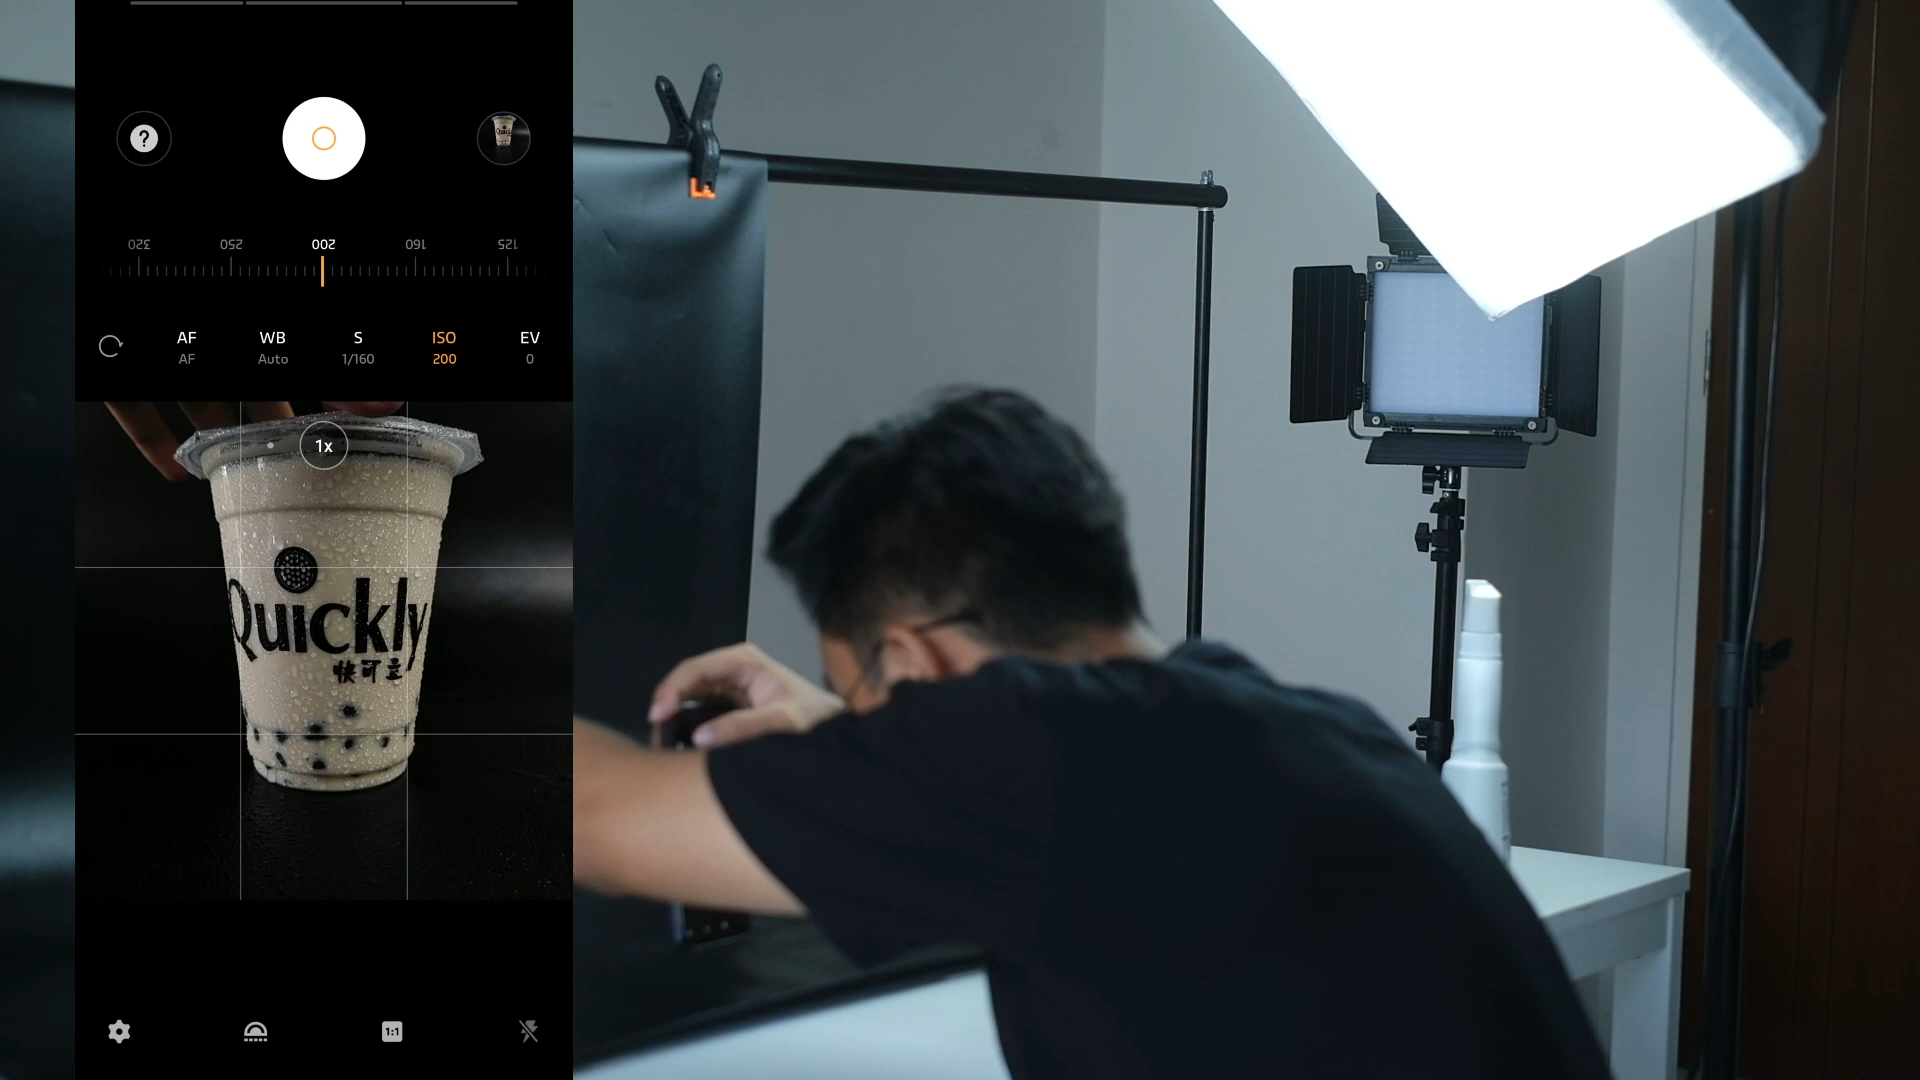 ?
320 250 200 160 125
AF WB S ISO EV
AF Auto 1/160 200 0
1x
Quickly
快可立
1:1